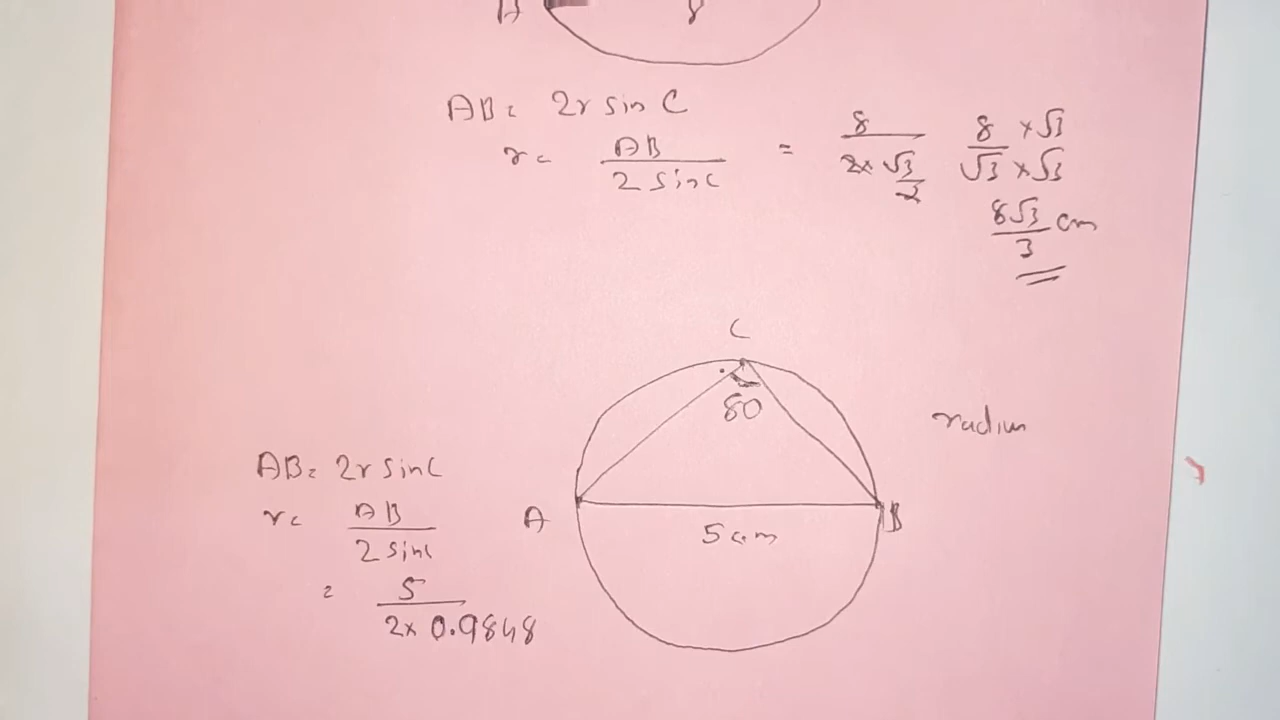 A 8
AB = 2r sin C
r = AB / 2 sin C = 8 / 2 × √3/2 8 × √3 / √3 × √3
8√3 / 3 cm
C
80
radius
AB = 2r sin C
r = AB / 2 sin C
A B
5 cm
= 5 / 2 × 0.9848